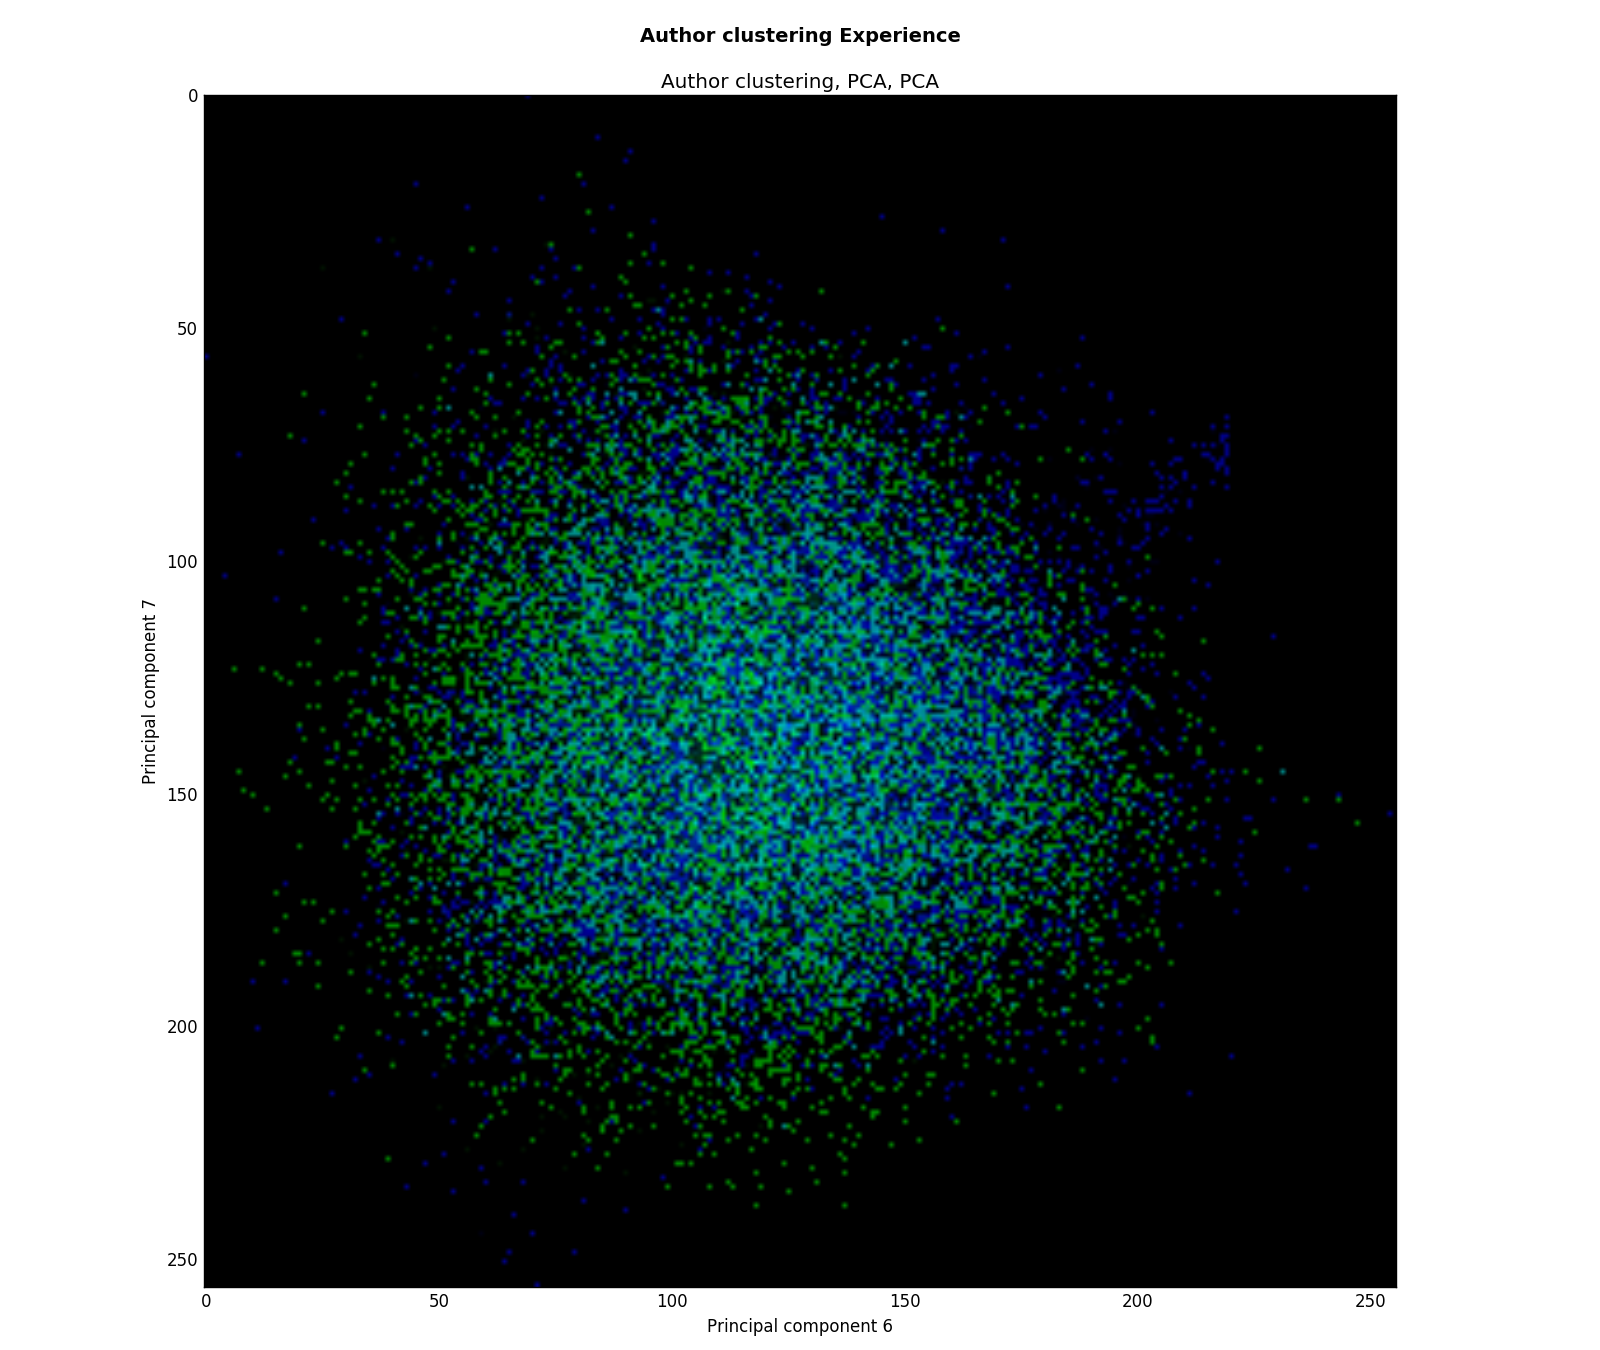 Author clustering Experience
Author clustering, PCA, PCA
0
50
100
150
200
250
Principal component 7
0 50 100 150 200 250
Principal component 6